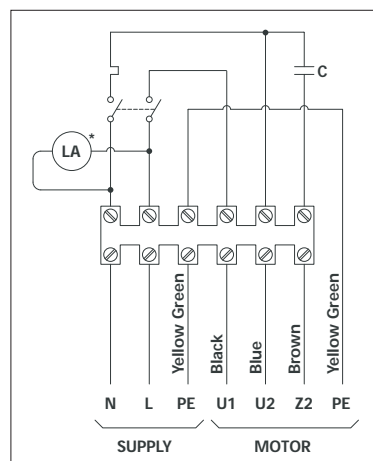 C
LA *
Yellow Green
Black
Blue
Brown
Yellow Green
N L PE U1 U2 Z2 PE
SUPPLY MOTOR